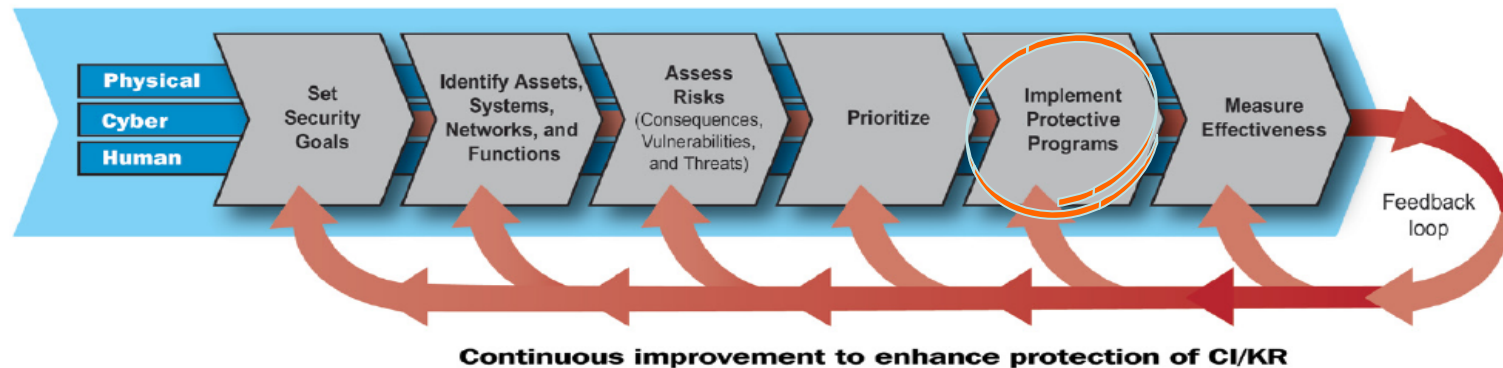 Physical
Cyber
Human
Set
Security
Goals
Identify Assets,
Systems,
Networks, and
Functions
Assess
Risks
(Consequences,
Vulnerabilities,
and Threats)
Prioritize
Implement
Protective
Programs
Measure
Effectiveness
Feedback
loop
Continuous improvement to enhance protection of CI/KR